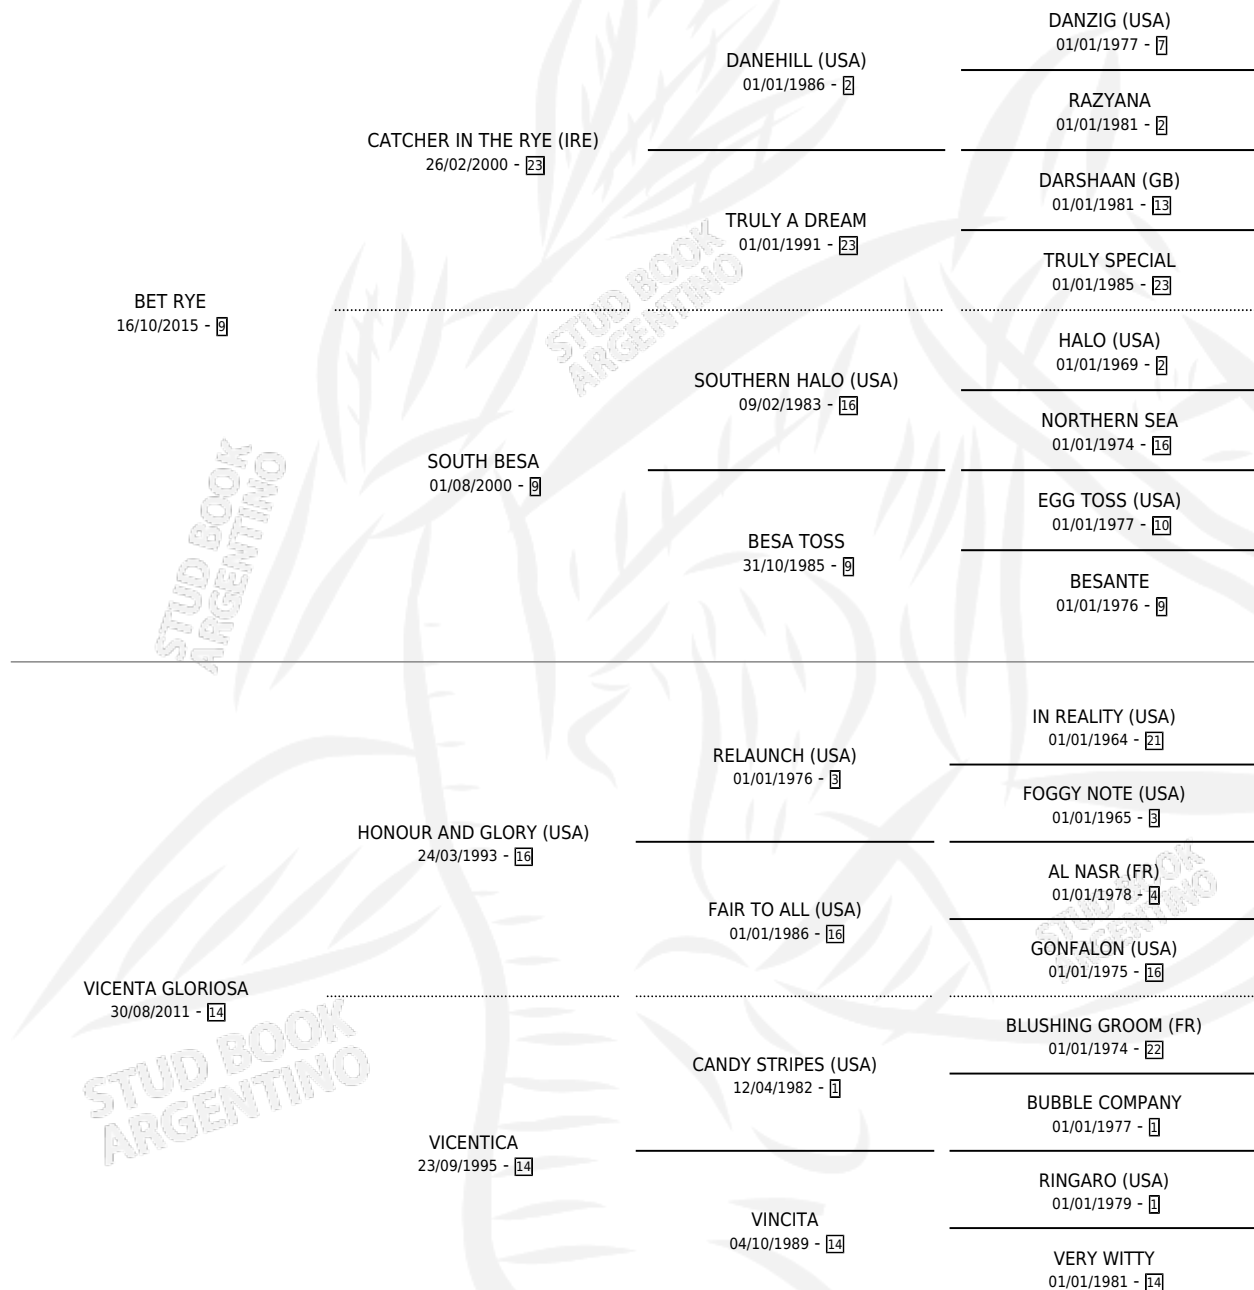 DANZIG (USA)
01/01/1977 - 7
DANEHILL (USA)
01/01/1986 - 2
RAZYANA
01/01/1981 - 2
CATCHER IN THE RYE (IRE)
26/02/2000 - 23
DARSHAAN (GB)
01/01/1981 - 13
TRULY A DREAM
01/01/1991 - 23
TRULY SPECIAL
01/01/1985 - 23
BET RYE
16/10/2015 - 9
HALO (USA)
01/01/1969 - 2
SOUTHERN HALO (USA)
09/02/1983 - 16
NORTHERN SEA
01/01/1974 - 16
SOUTH BESA
01/08/2000 - 9
EGG TOSS (USA)
01/01/1977 - 10
BESA TOSS
31/10/1985 - 9
BESANTE
01/01/1976 - 9
IN REALITY (USA)
01/01/1964 - 21
RELAUNCH (USA)
01/01/1976 - 3
FOGGY NOTE (USA)
01/01/1965 - 3
HONOUR AND GLORY (USA)
24/03/1993 - 16
AL NASR (FR)
01/01/1978 - 4
FAIR TO ALL (USA)
01/01/1986 - 16
GONFALON (USA)
01/01/1975 - 16
VICENTA GLORIOSA
30/08/2011 - 14
BLUSHING GROOM (FR)
01/01/1974 - 22
CANDY STRIPES (USA)
12/04/1982 - 1
BUBBLE COMPANY
01/01/1977 - 1
VICENTICA
23/09/1995 - 14
RINGARO (USA)
01/01/1979 - 1
VINCITA
04/10/1989 - 14
VERY WITTY
01/01/1981 - 14
STUD BOOK
ARGENTINO
STUD BOOK
ARGENTINO
STUD BOOK
ARGENTINO
STUD BOOK
ARGENTINO